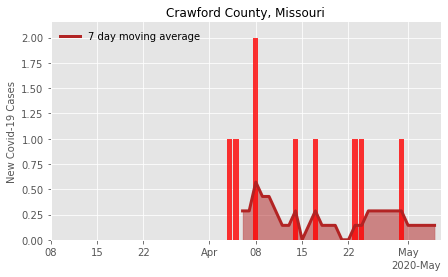 Crawford County, Missouri
7 day moving average
New Covid-19 Cases
2.00
1.75
1.50
1.25
1.00
0.75
0.50
0.25
0.00
08 15 22 Apr 08 15 22 May
2020-May